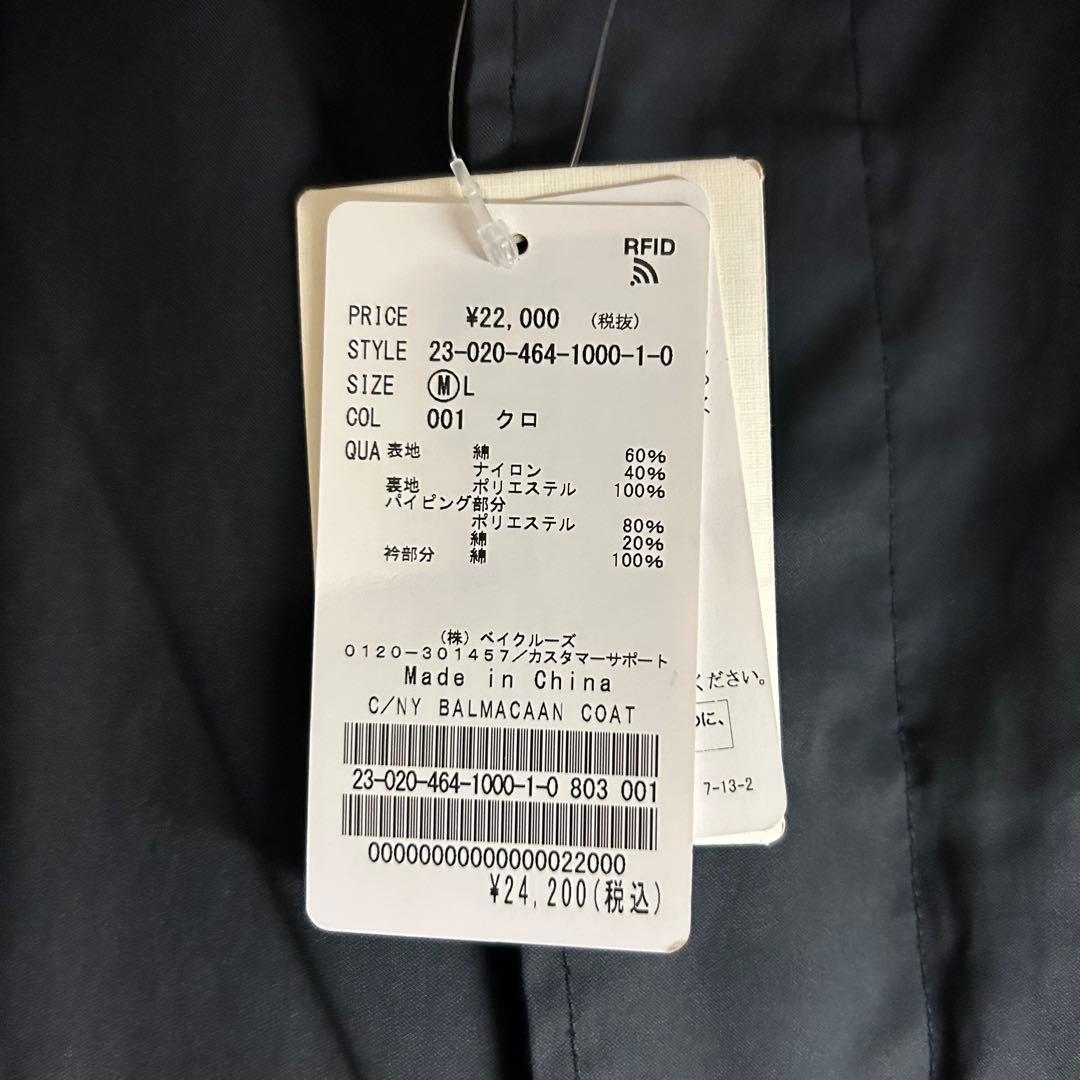 RFID
PRICE ¥22,000 (税抜)
STYLE 23-020-464-1000-1-0
SIZE Ⓜ L
COL 001 クロ
QUA 表地 綿 60%
ナイロン 40%
裏地 ポリエステル 100%
パイピング部分
ポリエステル 80%
綿 20%
衿部分 綿 100%
(株) ベイクルーズ
0120-301457/カスタマーサポート
Made in China
C/NY BALMACAAN COAT
23-020-464-1000-1-0 803 001
00000000000000022000
¥24,200(税込)
ください。
に、
7-13-2